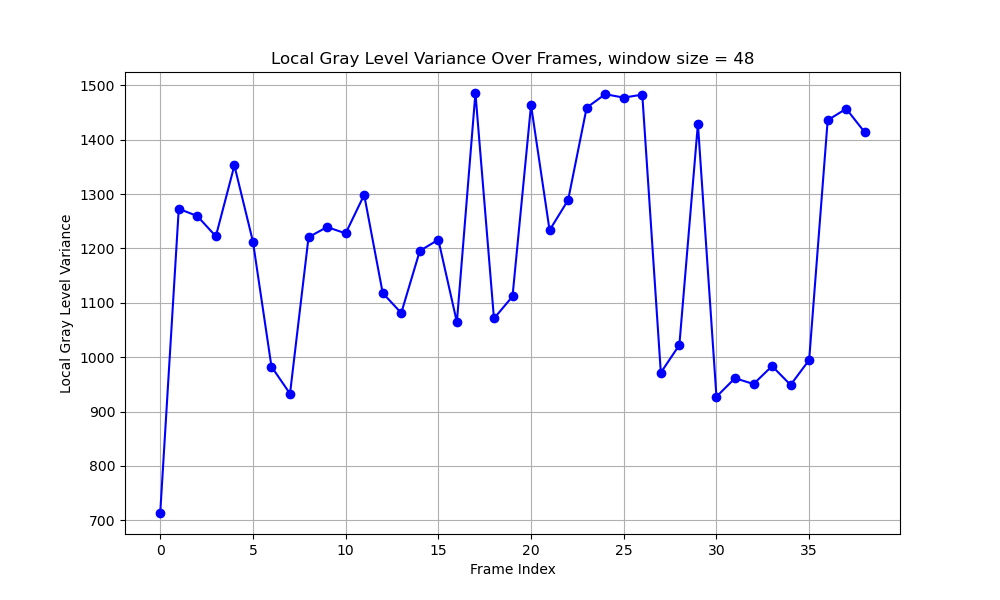 Local Gray Level Variance Over Frames, window size = 48
1500
1400
1300
1200
1100
1000
900
800
700
Local Gray Level Variance
0 5 10 15 20 25 30 35
Frame Index